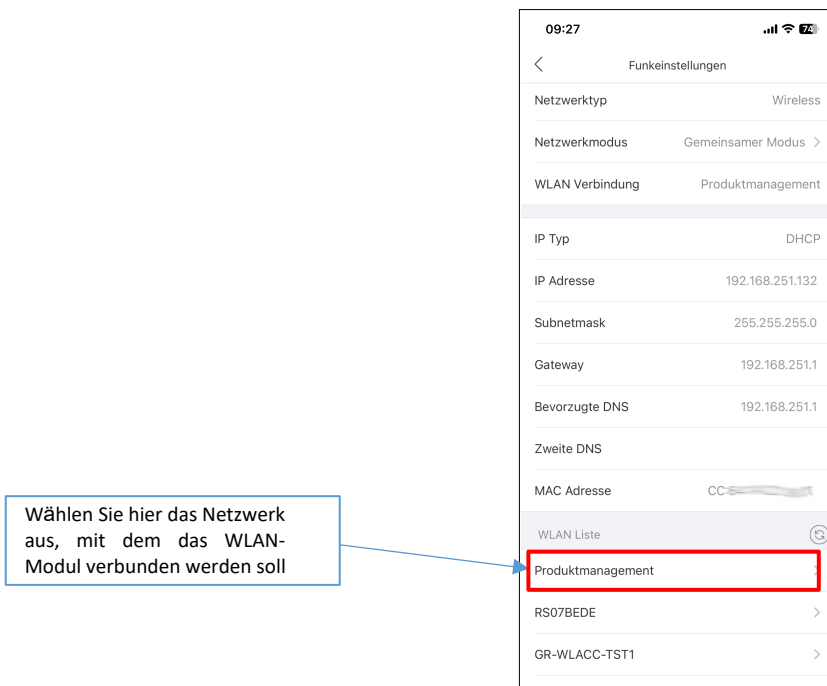 09:27
74
Funkeinstellungen
Netzwerktyp Wireless
Netzwerkmodus Gemeinsamer Modus
WLAN Verbindung Produktmanagement
IP Typ DHCP
IP Adresse 192.168.251.132
Subnetmask 255.255.255.0
Gateway 192.168.251.1
Bevorzugte DNS 192.168.251.1
Zweite DNS
MAC Adresse CC
WLAN Liste
Produktmanagement
RS07BEDE
GR-WLACC-TST1
Wählen Sie hier das Netzwerk
aus, mit dem das WLAN-
Modul verbunden werden soll